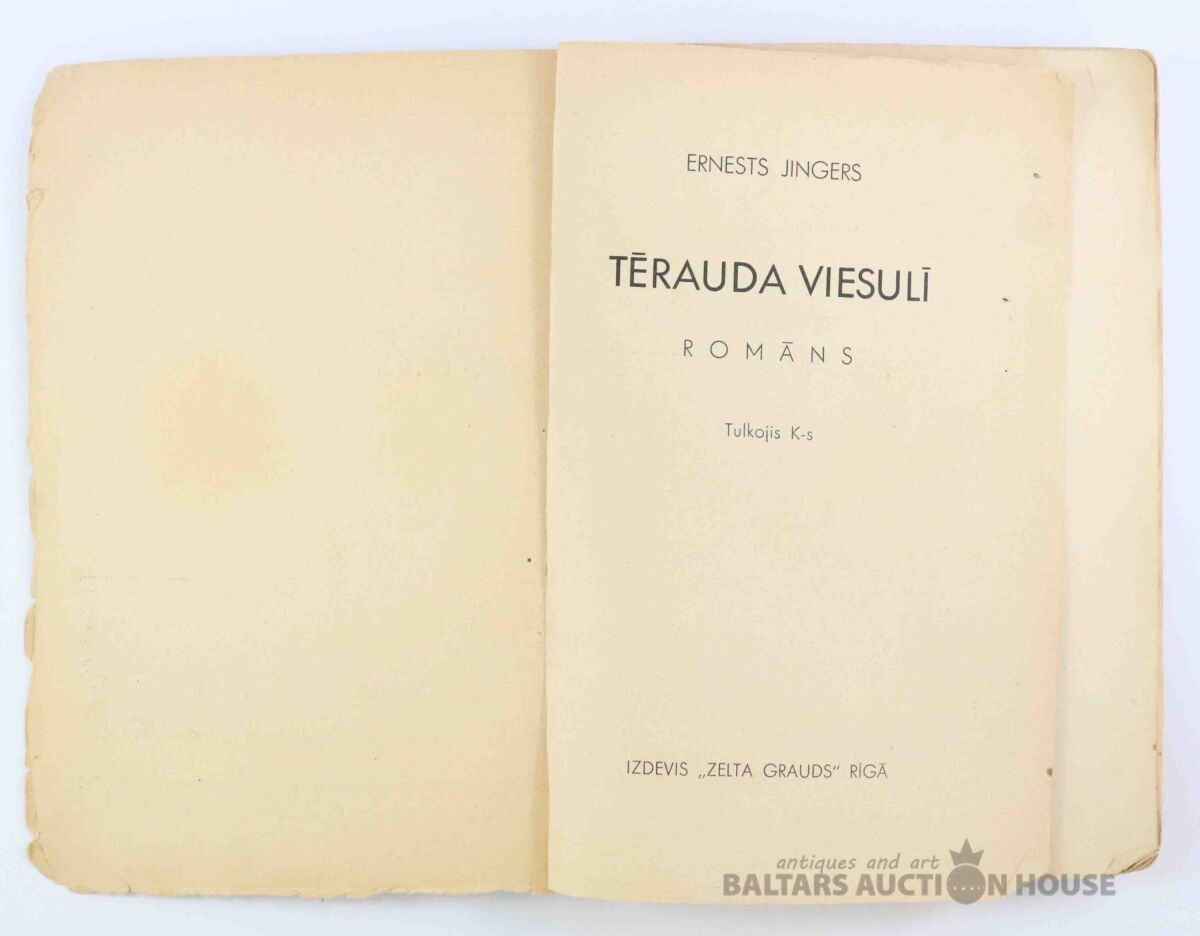 ERNESTS JINGERS
TĒRAUDA VIESULĪ
ROMĀNS
Tulkojis K-s
IZDEVIS „ZELTA GRAUDS“ RĪGĀ
antiques and art
BALTARS AUCTION HOUSE